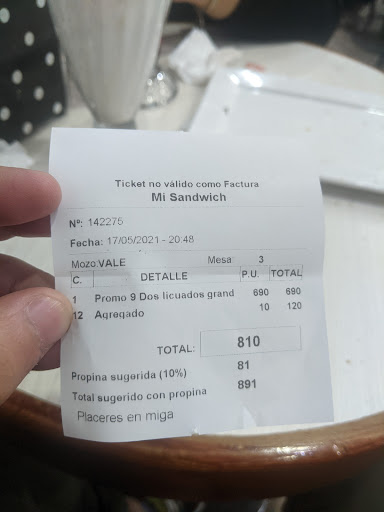 Ticket no válido como Factura
Mi Sandwich
Nº: 142275
Fecha: 17/05/2021 - 20:48
Mozo: VALE Mesa: 3
C. DETALLE P.U. TOTAL
1 Promo 9 Dos licuados grand 690 690
12 Agregado 10 120
TOTAL: 810
Propina sugerida (10%) 81
Total sugerido con propina 891
Placeres en miga